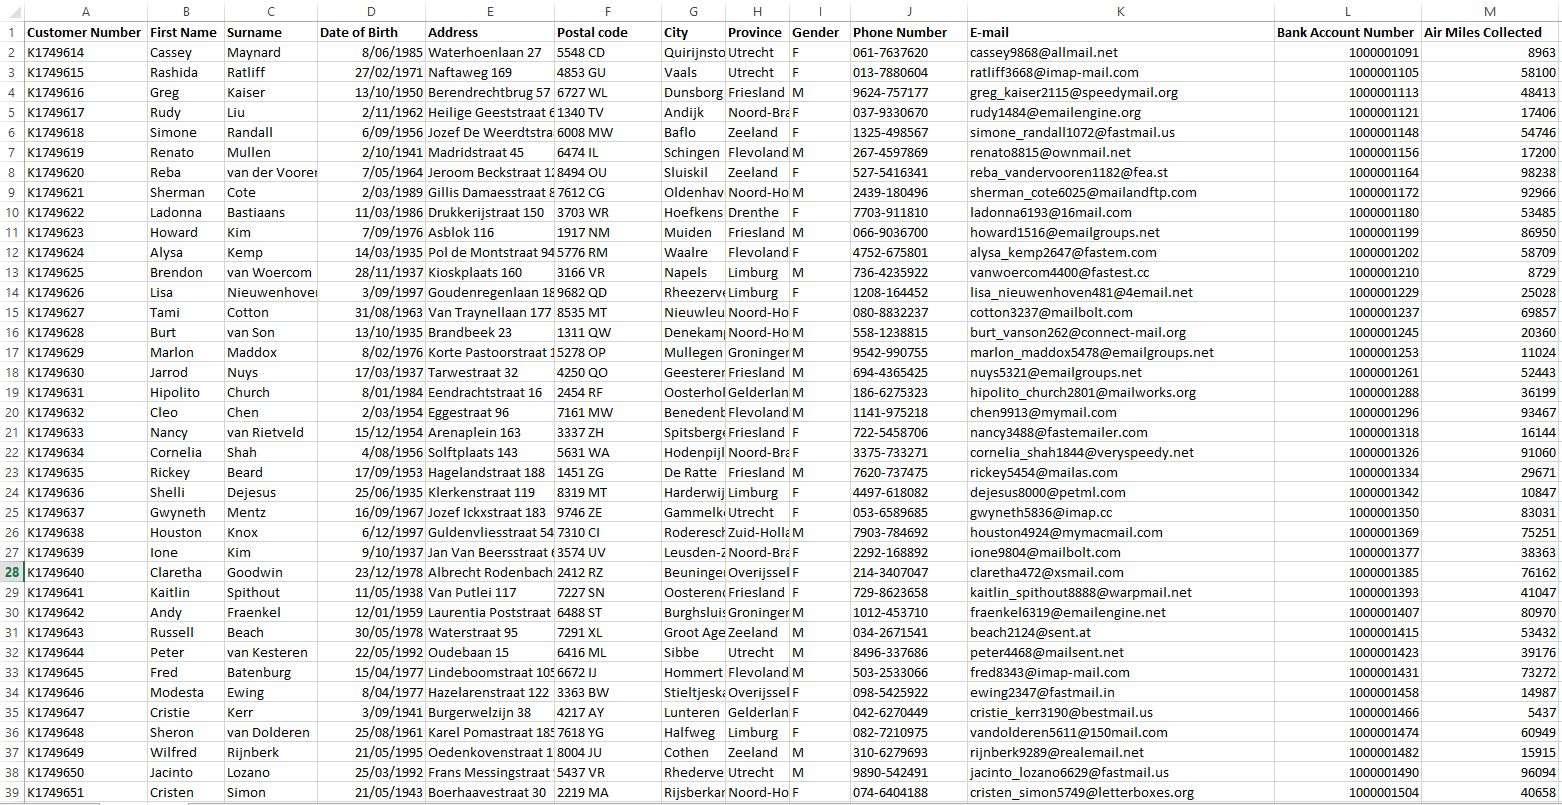 A B C D E F G H I J K L M
1 Customer Number First Name Surname Date of Birth Address Postal code City Province Gender Phone Number E-mail Bank Account Number Air Miles Collected
2 K1749614 Cassey Maynard 8/06/1985 Waterhoenlaan 27 5548 CD Quirijnsto Utrecht F 061-7637620 cassey9868@allmail.net 1000001091 8963
3 K1749615 Rashida Ratliff 27/02/1971 Naftaweg 169 4853 GU Vaals Utrecht F 013-7880604 ratliff3668@imap-mail.com 1000001105 58100
4 K1749616 Greg Kaiser 13/10/1950 Berendrechtbrug 57 6727 WL Dunsborg Friesland M 9624-757177 greg_kaiser2115@speedymail.org 1000001113 48413
5 K1749617 Rudy Liu 2/11/1962 Heilige Geeststraat 6 1340 TV Andijk Noord-Bra F 037-9330670 rudy1484@emailengine.org 1000001121 17406
6 K1749618 Simone Randall 6/09/1956 Jozef De Weerdtstra 6008 MW Baflo Zeeland F 1325-498567 simone_randall1072@fastmail.us 1000001148 54746
7 K1749619 Renato Mullen 2/10/1941 Madridstraat 45 6474 IL Schingen Flevoland M 267-4597869 renato8815@ownmail.net 1000001156 17200
8 K1749620 Reba van der Vooren 7/05/1964 Jeroom Beckstraat 12 8494 OU Sluiskil Zeeland F 527-5416341 reba_vandervooren1182@fea.st 1000001164 98238
9 K1749621 Sherman Cote 2/03/1989 Gillis Damaesstraat 8 7612 CG Oldenhav Noord-Ho M 2439-180496 sherman_cote6025@mailandftp.com 1000001172 92966
10 K1749622 Ladonna Bastiaans 11/03/1986 Drukkerijstraat 150 3703 WR Hoefkens Drenthe F 7703-911810 ladonna6193@16mail.com 1000001180 53485
11 K1749623 Howard Kim 7/09/1976 Asblok 116 1917 NM Muiden Friesland M 066-9036700 howard1516@emailgroups.net 1000001199 86950
12 K1749624 Alysa Kemp 14/03/1935 Pol de Montstraat 94 5776 RM Waalre Flevoland F 4752-675801 alysa_kemp2647@fastem.com 1000001202 58709
13 K1749625 Brendon van Woercom 28/11/1937 Kioskplaats 160 3166 VR Napels Limburg M 736-4235922 vanwoercom4400@fastest.cc 1000001210 8729
14 K1749626 Lisa Nieuwenhoven 3/09/1997 Goudenregenlaan 18 9682 QD Rheezerve Limburg F 1208-164452 lisa_nieuwenhoven481@4email.net 1000001229 25028
15 K1749627 Tami Cotton 31/08/1963 Van Traynellaan 177 8535 MT Nieuwleu Noord-Ho F 080-8832237 cotton3237@mailbolt.com 1000001237 69857
16 K1749628 Burt van Son 13/10/1935 Brandbeek 23 1311 QW Denekamp Noord-Ho M 558-1238815 burt_vanson262@connect-mail.org 1000001245 20360
17 K1749629 Marlon Maddox 8/02/1976 Korte Pastoorstraat 1 5278 OP Mullegen Groninger M 9542-990755 marlon_maddox5478@emailgroups.net 1000001253 11024
18 K1749630 Jarrod Nuys 17/03/1937 Tarwestraat 32 4250 QO Geesterer Friesland M 694-4365425 nuys5321@emailgroups.net 1000001261 52443
19 K1749631 Hipolito Church 8/01/1984 Eendrachtstraat 16 2454 RF Oosterhol Gelderlan M 186-6275323 hipolito_church2801@mailworks.org 1000001288 36199
20 K1749632 Cleo Chen 2/03/1954 Eggestraat 96 7161 MW Benedenb Flevoland M 1141-975218 chen9913@mymail.com 1000001296 93467
21 K1749633 Nancy van Rietveld 15/12/1954 Arenaplein 163 3337 ZH Spitsberge Friesland F 722-5458706 nancy3488@fastemailer.com 1000001318 16144
22 K1749634 Cornelia Shah 4/08/1956 Solftplaats 143 5631 WA Hodenpijl Noord-Bra F 3375-733271 cornelia_shah1844@veryspeedy.net 1000001326 91060
23 K1749635 Rickey Beard 17/09/1953 Hagelandstraat 188 1451 ZG De Ratte Friesland M 7620-737475 rickey5454@mailas.com 1000001334 29671
24 K1749636 Shelli Dejesus 25/06/1935 Klerkenstraat 119 8319 MT Harderwij Limburg F 4497-618082 dejesus8000@petml.com 1000001342 10847
25 K1749637 Gwyneth Mentz 16/09/1967 Jozef Ickxstraat 183 9746 ZE Gammelke Utrecht F 053-6589685 gwyneth5836@imap.cc 1000001350 83031
26 K1749638 Houston Knox 6/12/1997 Guldenvliesstraat 54 7310 CI Roderesch Zuid-Holla M 7903-784692 houston4924@mymacmail.com 1000001369 75251
27 K1749639 Ione Kim 9/10/1937 Jan Van Beersstraat 6 3574 UV Leusden-Z Noord-Bra F 2292-168892 ione9804@mailbolt.com 1000001377 38363
28 K1749640 Claretha Goodwin 23/12/1978 Albrecht Rodenbach 2412 RZ Beuninger Overijssel F 214-3407047 claretha472@xsmail.com 1000001385 76162
29 K1749641 Kaitlin Spithout 11/05/1938 Van Putlei 117 7227 SN Oosterend Friesland F 729-8623658 kaitlin_spithout8888@warpmail.net 1000001393 41047
30 K1749642 Andy Fraenkel 12/01/1959 Laurentia Poststraat 6488 ST Burghsluis Groninger M 1012-453710 fraenkel6319@emailengine.net 1000001407 80970
31 K1749643 Russell Beach 30/05/1978 Waterstraat 95 7291 XL Groot Age Zeeland M 034-2671541 beach2124@sent.at 1000001415 53432
32 K1749644 Peter van Kesteren 22/05/1992 Oudebaan 15 6416 ML Sibbe Utrecht M 8496-337686 peter4468@mailsent.net 1000001423 39176
33 K1749645 Fred Batenburg 15/04/1977 Lindeboomstraat 105 6672 IJ Hommert Flevoland M 503-2533066 fred8343@imap-mail.com 1000001431 73272
34 K1749646 Modesta Ewing 8/04/1977 Hazelarenstraat 122 3363 BW Stieltjeska Overijssel F 098-5425922 ewing2347@fastmail.in 1000001458 14987
35 K1749647 Cristie Kerr 3/09/1941 Burgerwelzijn 38 4217 AY Lunteren Gelderlan F 042-6270449 cristie_kerr3190@bestmail.us 1000001466 5437
36 K1749648 Sheron van Dolderen 25/08/1961 Karel Pomastraat 185 7618 YG Halfweg Limburg F 082-7210975 vandolderen5611@150mail.com 1000001474 60949
37 K1749649 Wilfred Rijnberk 21/05/1995 Oedenkovenstraat 1 8004 JU Cothen Zeeland M 310-6279693 rijnberk9289@realemail.net 1000001482 15915
38 K1749650 Jacinto Lozano 25/03/1992 Frans Messingstraat 5437 VR Rhederve Utrecht M 9890-542491 jacinto_lozano6629@fastmail.us 1000001490 96094
39 K1749651 Cristen Simon 21/05/1943 Boerhaavestraat 30 2219 MA Rijsberkar Noord-Ho F 074-6404188 cristen_simon5749@letterboxes.org 1000001504 40658